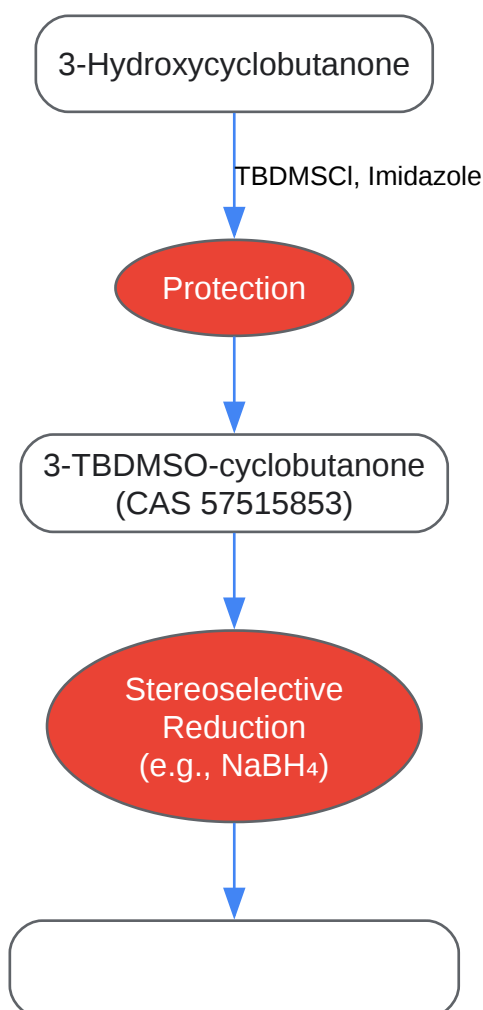 3-Hydroxycyclobutanone
TBDMSCl, Imidazole
Protection
3-TBDMSO-cyclobutanone
(CAS 57515853)
Stereoselective
Reduction
(e.g., NaBH₄)